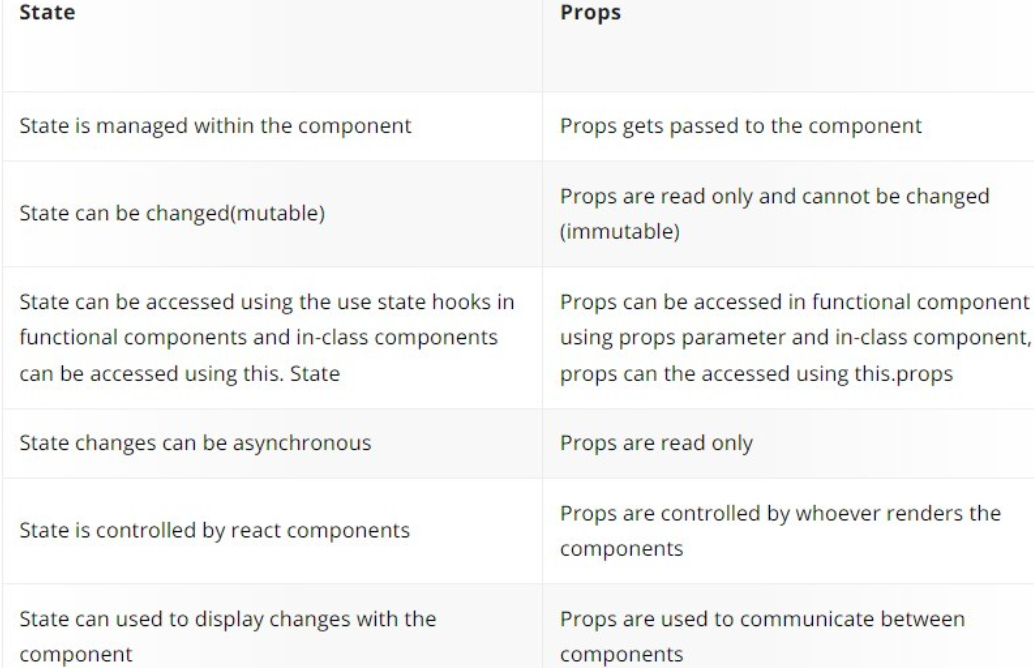 State
Props
State is managed within the component
Props gets passed to the component
State can be changed(mutable)
Props are read only and cannot be changed
(immutable)
State can be accessed using the use state hooks in
functional components and in-class components
can be accessed using this. State
Props can be accessed in functional component
using props parameter and in-class component,
props can the accessed using this.props
State changes can be asynchronous
Props are read only
State is controlled by react components
Props are controlled by whoever renders the
components
State can used to display changes with the
component
Props are used to communicate between
components